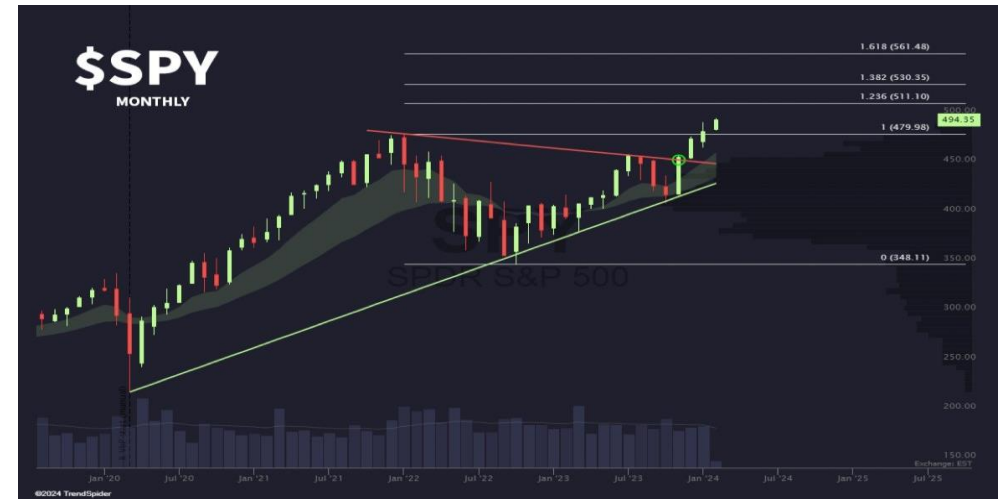 $SPY
MONTHLY
1.618 (561.48)
1.382 (530.35)
1.236 (511.10)
500.00
494.35
1 (479.98)
450.00
400.00
SPY
SPDR S&P 500
350.00
0 (348.11)
300.00
250.00
200.00
150.00
Exchange: EST
Jan '20
Jul '20
Jan '21
Jul '21
Jan '22
Jul '22
Jan '23
Jul '23
Jan '24
Jul '24
Jan '25
Jul '25
©2024 TrendSpider